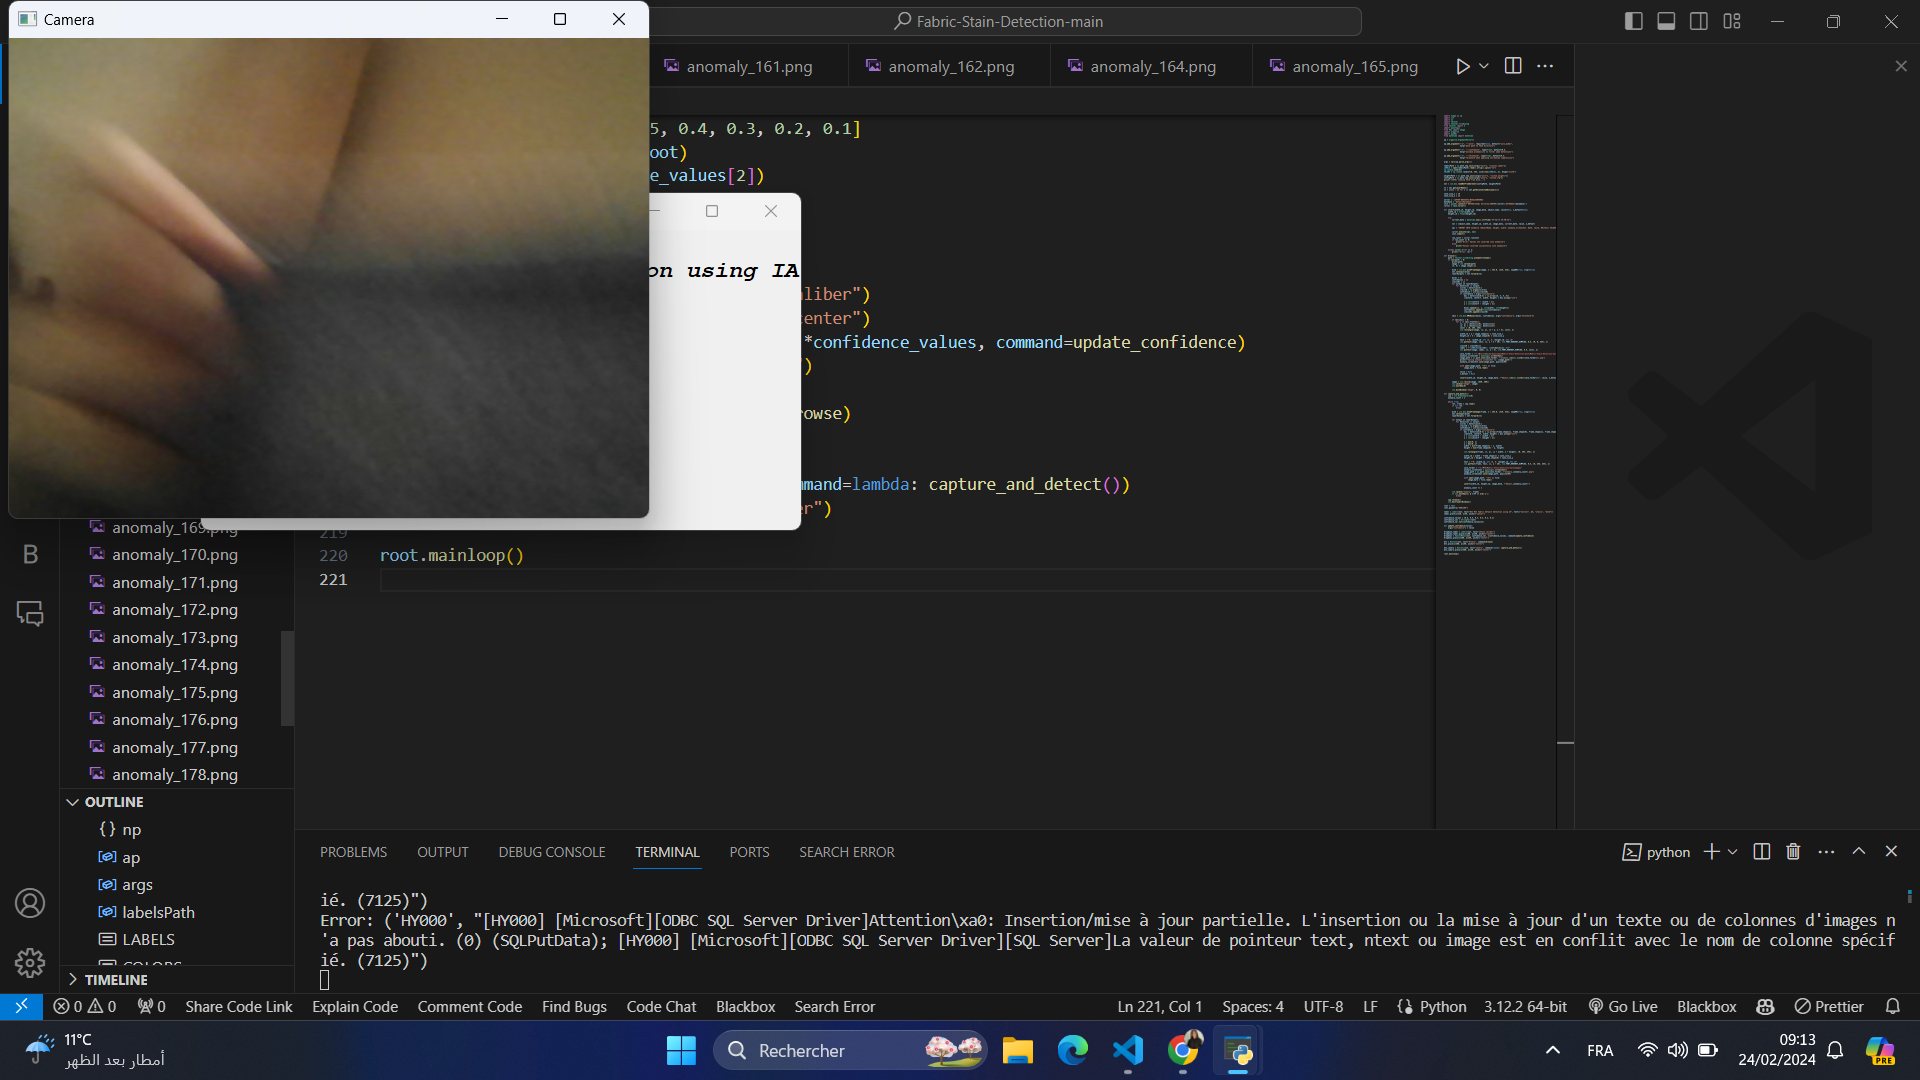 Camera
Fabric-Stain-Detection-main
anomaly_161.png
anomaly_162.png
anomaly_164.png
anomaly_165.png
5, 0.4, 0.3, 0.2, 0.1]
oot)
e_values[2])
on using IA
aliber")
center")
*confidence_values, command=update_confidence)
)
rowse)
mmand=lambda: capture_and_detect())
er")
219
220 root.mainloop()
221
anomaly_169.png
anomaly_170.png
anomaly_171.png
anomaly_172.png
anomaly_173.png
anomaly_174.png
anomaly_175.png
anomaly_176.png
anomaly_177.png
anomaly_178.png
B
OUTLINE
{} np
ap
args
labelsPath
LABELS
COLORS
TIMELINE
PROBLEMS OUTPUT DEBUG CONSOLE TERMINAL PORTS SEARCH ERROR
python
ié. (7125)")
Error: ('HY000', "[HY000] [Microsoft][ODBC SQL Server Driver]Attention\xa0: Insertion/mise à jour partielle. L'insertion ou la mise à jour d'un texte ou de colonnes d'images n
'a pas abouti. (0) (SQLPutData); [HY000] [Microsoft][ODBC SQL Server Driver][SQL Server]La valeur de pointeur text, ntext ou image est en conflit avec le nom de colonne spécif
ié. (7125)")
0 0 0 Share Code Link Explain Code Comment Code Find Bugs Code Chat Blackbox Search Error Ln 221, Col 1 Spaces: 4 UTF-8 LF {} Python 3.12.2 64-bit Go Live Blackbox Prettier
11°C
أمطار بعد الظهر
Rechercher
FRA
09:13
24/02/2024
PRE